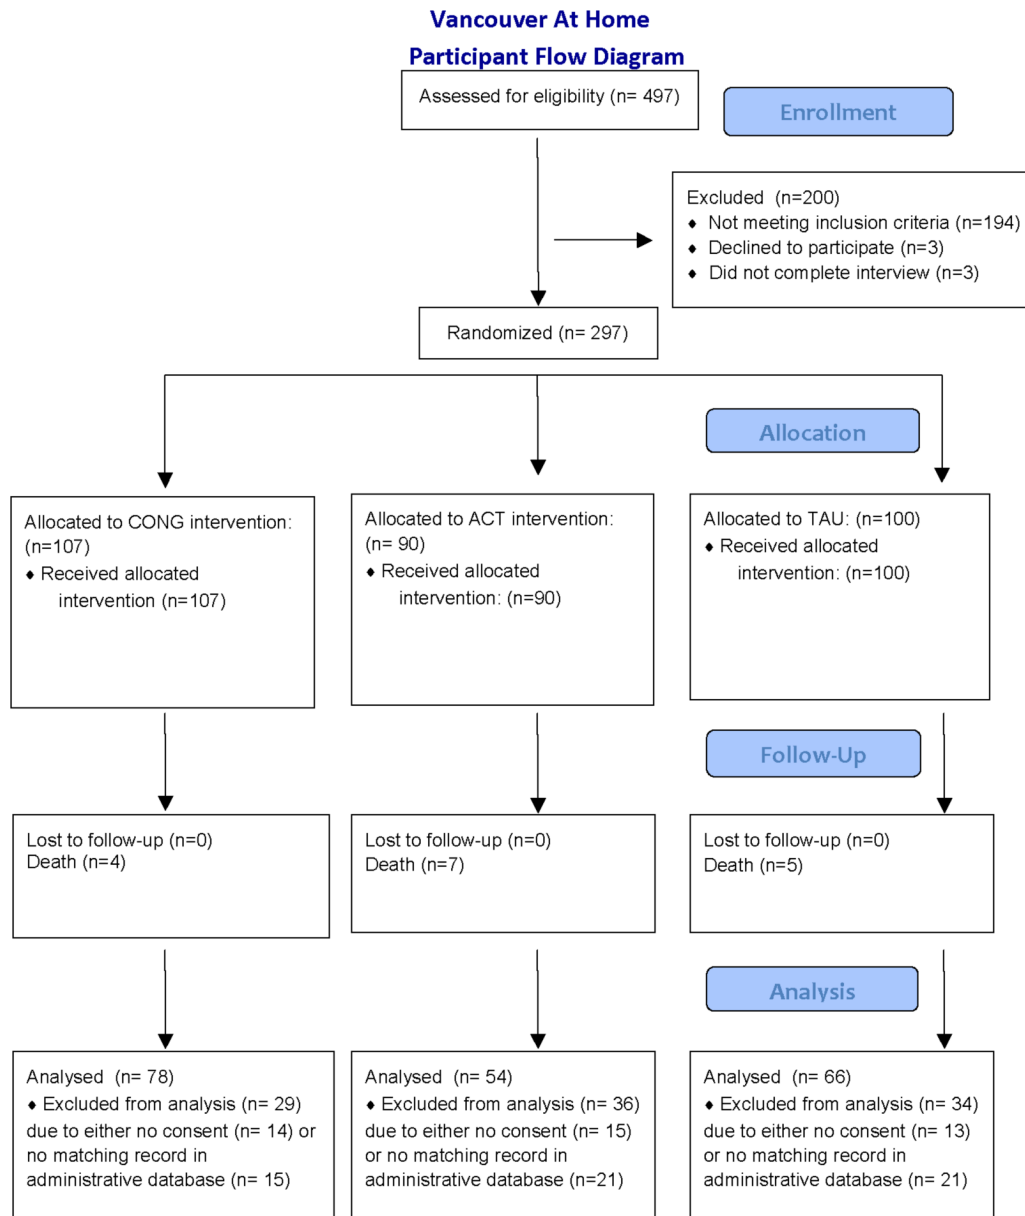 Vancouver At Home
Participant Flow Diagram
Assessed for eligibility (n= 497)
Enrollment
Excluded  (n=200)
♦ Not meeting inclusion criteria (n=194)
♦ Declined to participate (n=3)
♦ Did not complete interview (n=3)
Randomized (n= 297)
Allocation
Allocated to CONG intervention:
(n=107)
♦ Received allocated
intervention (n=107)
Allocated to ACT intervention:
(n= 90)
♦ Received allocated
intervention: (n=90)
Allocated to TAU: (n=100)
♦ Received allocated
intervention: (n=100)
Follow-Up
Lost to follow-up (n=0)
Death (n=4)
Lost to follow-up (n=0)
Death (n=7)
Lost to follow-up (n=0)
Death (n=5)
Analysis
Analysed  (n= 78)
♦ Excluded from analysis (n= 29)
due to either no consent (n= 14) or
no matching record in
administrative database (n= 15)
Analysed  (n= 54)
♦ Excluded from analysis (n= 36)
due to either no consent (n= 15)
or no matching record in
administrative database (n=21)
Analysed  (n= 66)
♦ Excluded from analysis (n= 34)
due to either no consent (n= 13)
or no matching record in
administrative database (n= 21)